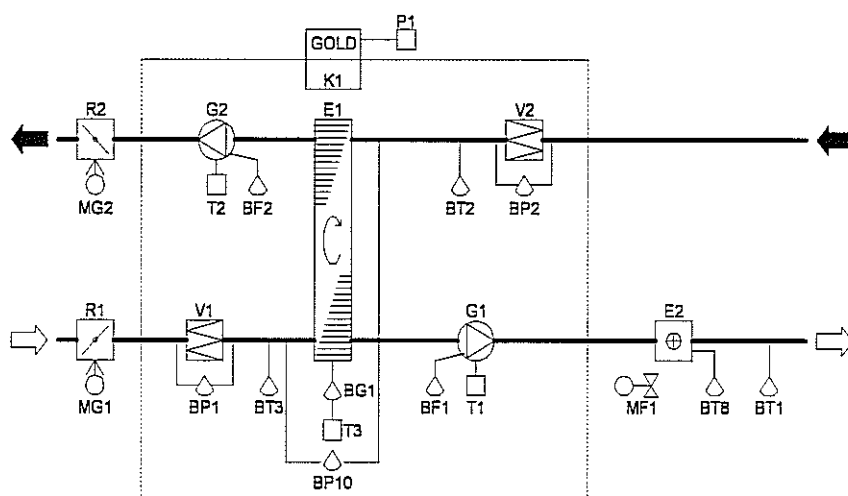 P1
GOLD
K1
R2
G2
E1
V2
MG2
T2
BF2
BT2
BP2
R1
V1
G1
E2
MG1
BP1
BT3
BG1
BF1
T1
MF1
BT8
BT1
T3
BP10